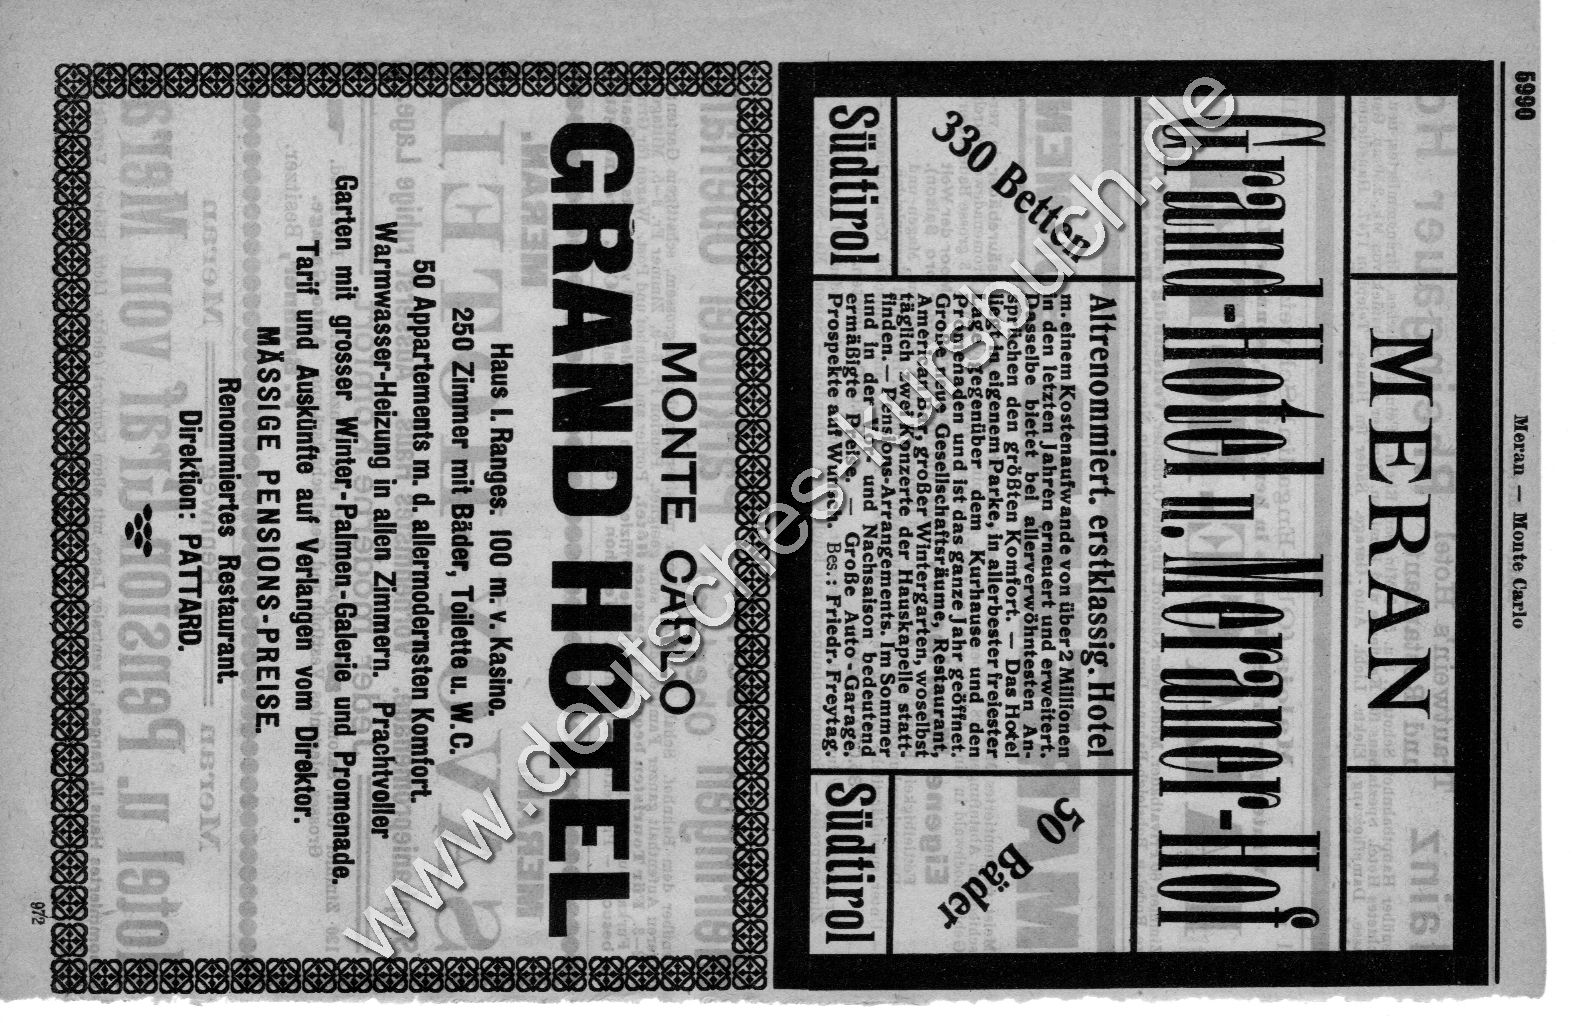 5990
Meran — Monte Carlo
MERAN
Grand-Hotel u. Meraner-Hof
330 Betten
50 Bäder
Südtirol
Südtirol
Altrenommiert. erstklassig. Hotel
m. einem Kostenaufwande von über 2 Millionen
in den letzten Jahren erneuert und erweitert.
Dasselbe bietet bei allerverwöhntesten An-
sprüchen den größten Komfort. — Das Hotel
liegt in eigenem Parke, in allerbester freiester
Lage gegenüber dem Kurhause und den
Promenaden und ist das ganze Jahr geöffnet.
Große neue Gesellschaftsräume, Restaurant,
American Bar, großer Wintergarten, woselbst
täglich zwei Konzerte der Hauskapelle statt-
finden. — Pensions-Arrangements. Im Sommer
und in der Vor- und Nachsaison bedeutend
ermäßigte Preise. — Große Auto-Garage.
Prospekte auf Wunsch. Bes.: Friedr. Freytag.
MONTE CARLO
GRAND HOTEL
Haus I. Ranges. 100 m. v. Kasino.
250 Zimmer mit Bäder, Toilette u. W. C.
50 Appartements m. d. allermodernsten Komfort.
Warmwasser-Heizung in allen Zimmern. Prachtvoller
Garten mit grosser Winter-Palmen-Galerie und Promenade.
Tarif und Auskünfte auf Verlangen vom Direktor.
MÄSSIGE PENSIONS-PREISE.
Renommiertes Restaurant.
Direktion: PATTARD.
972
www.deutsches-kursbuch.de